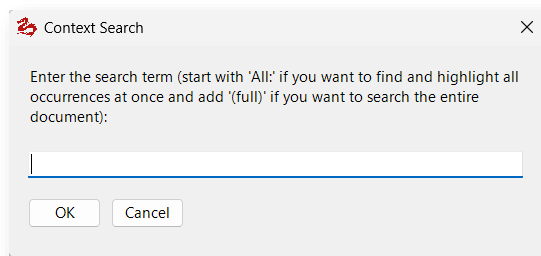 Context Search
Enter the search term (start with 'All:' if you want to find and highlight all
occurrences at once and add '(full)' if you want to search the entire
document):
OK
Cancel